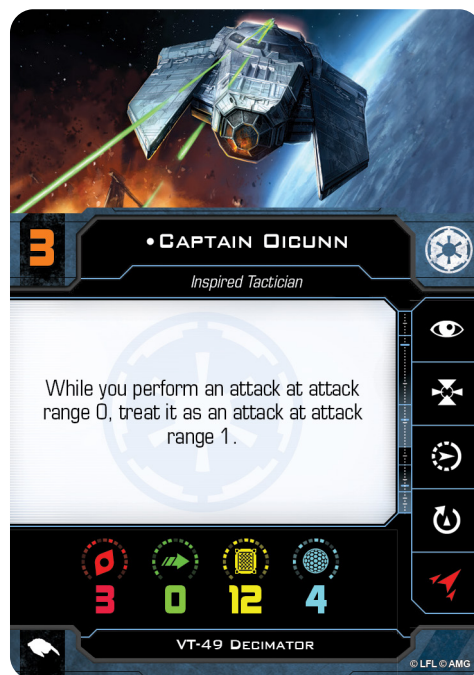 3
•Captain Oicunn
Inspired Tactician
While you perform an attack at attack
range 0, treat it as an attack at attack
range 1.
3 0 12 4
VT-49 Decimator
© LFL © AMG